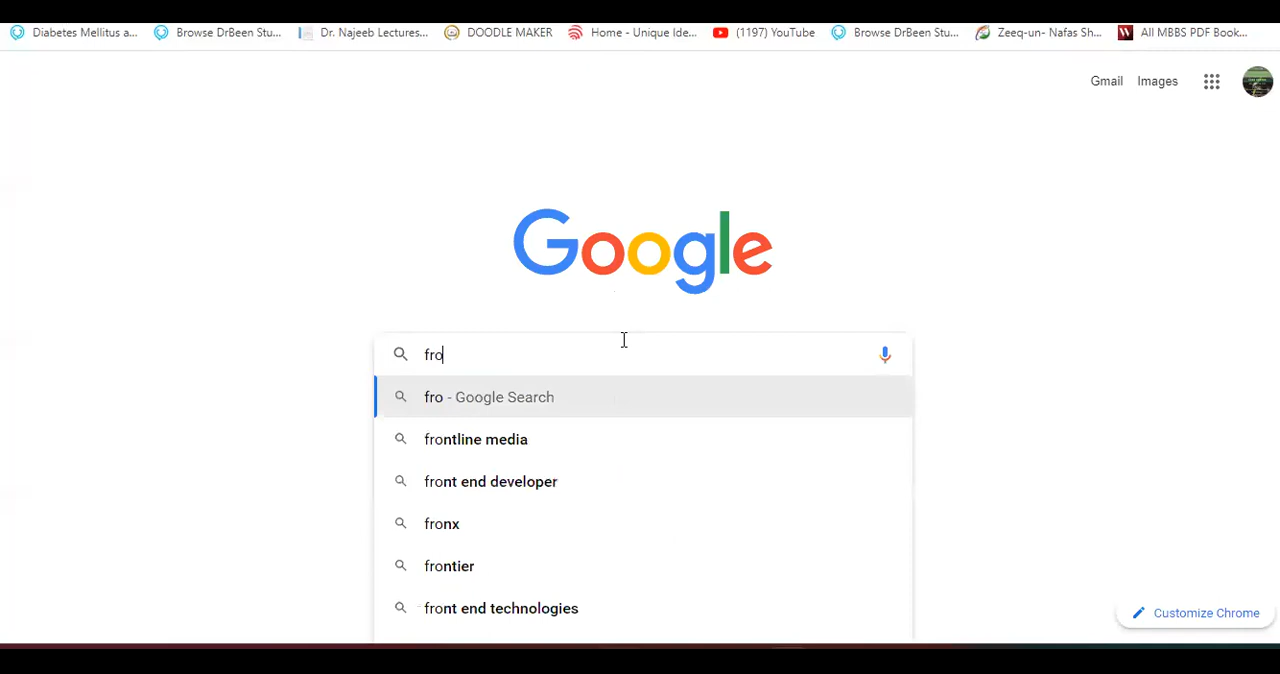 Diabetes Mellitus a... Browse DrBeen Stu... Dr. Najeeb Lectures... DOODLE MAKER Home - Unique Ide... (1197) YouTube Browse DrBeen Stu... Zeeq-un- Nafas Sh... All MBBS PDF Book...
Gmail Images
Google
fro
fro - Google Search
frontline media
front end developer
fronx
frontier
front end technologies
Customize Chrome